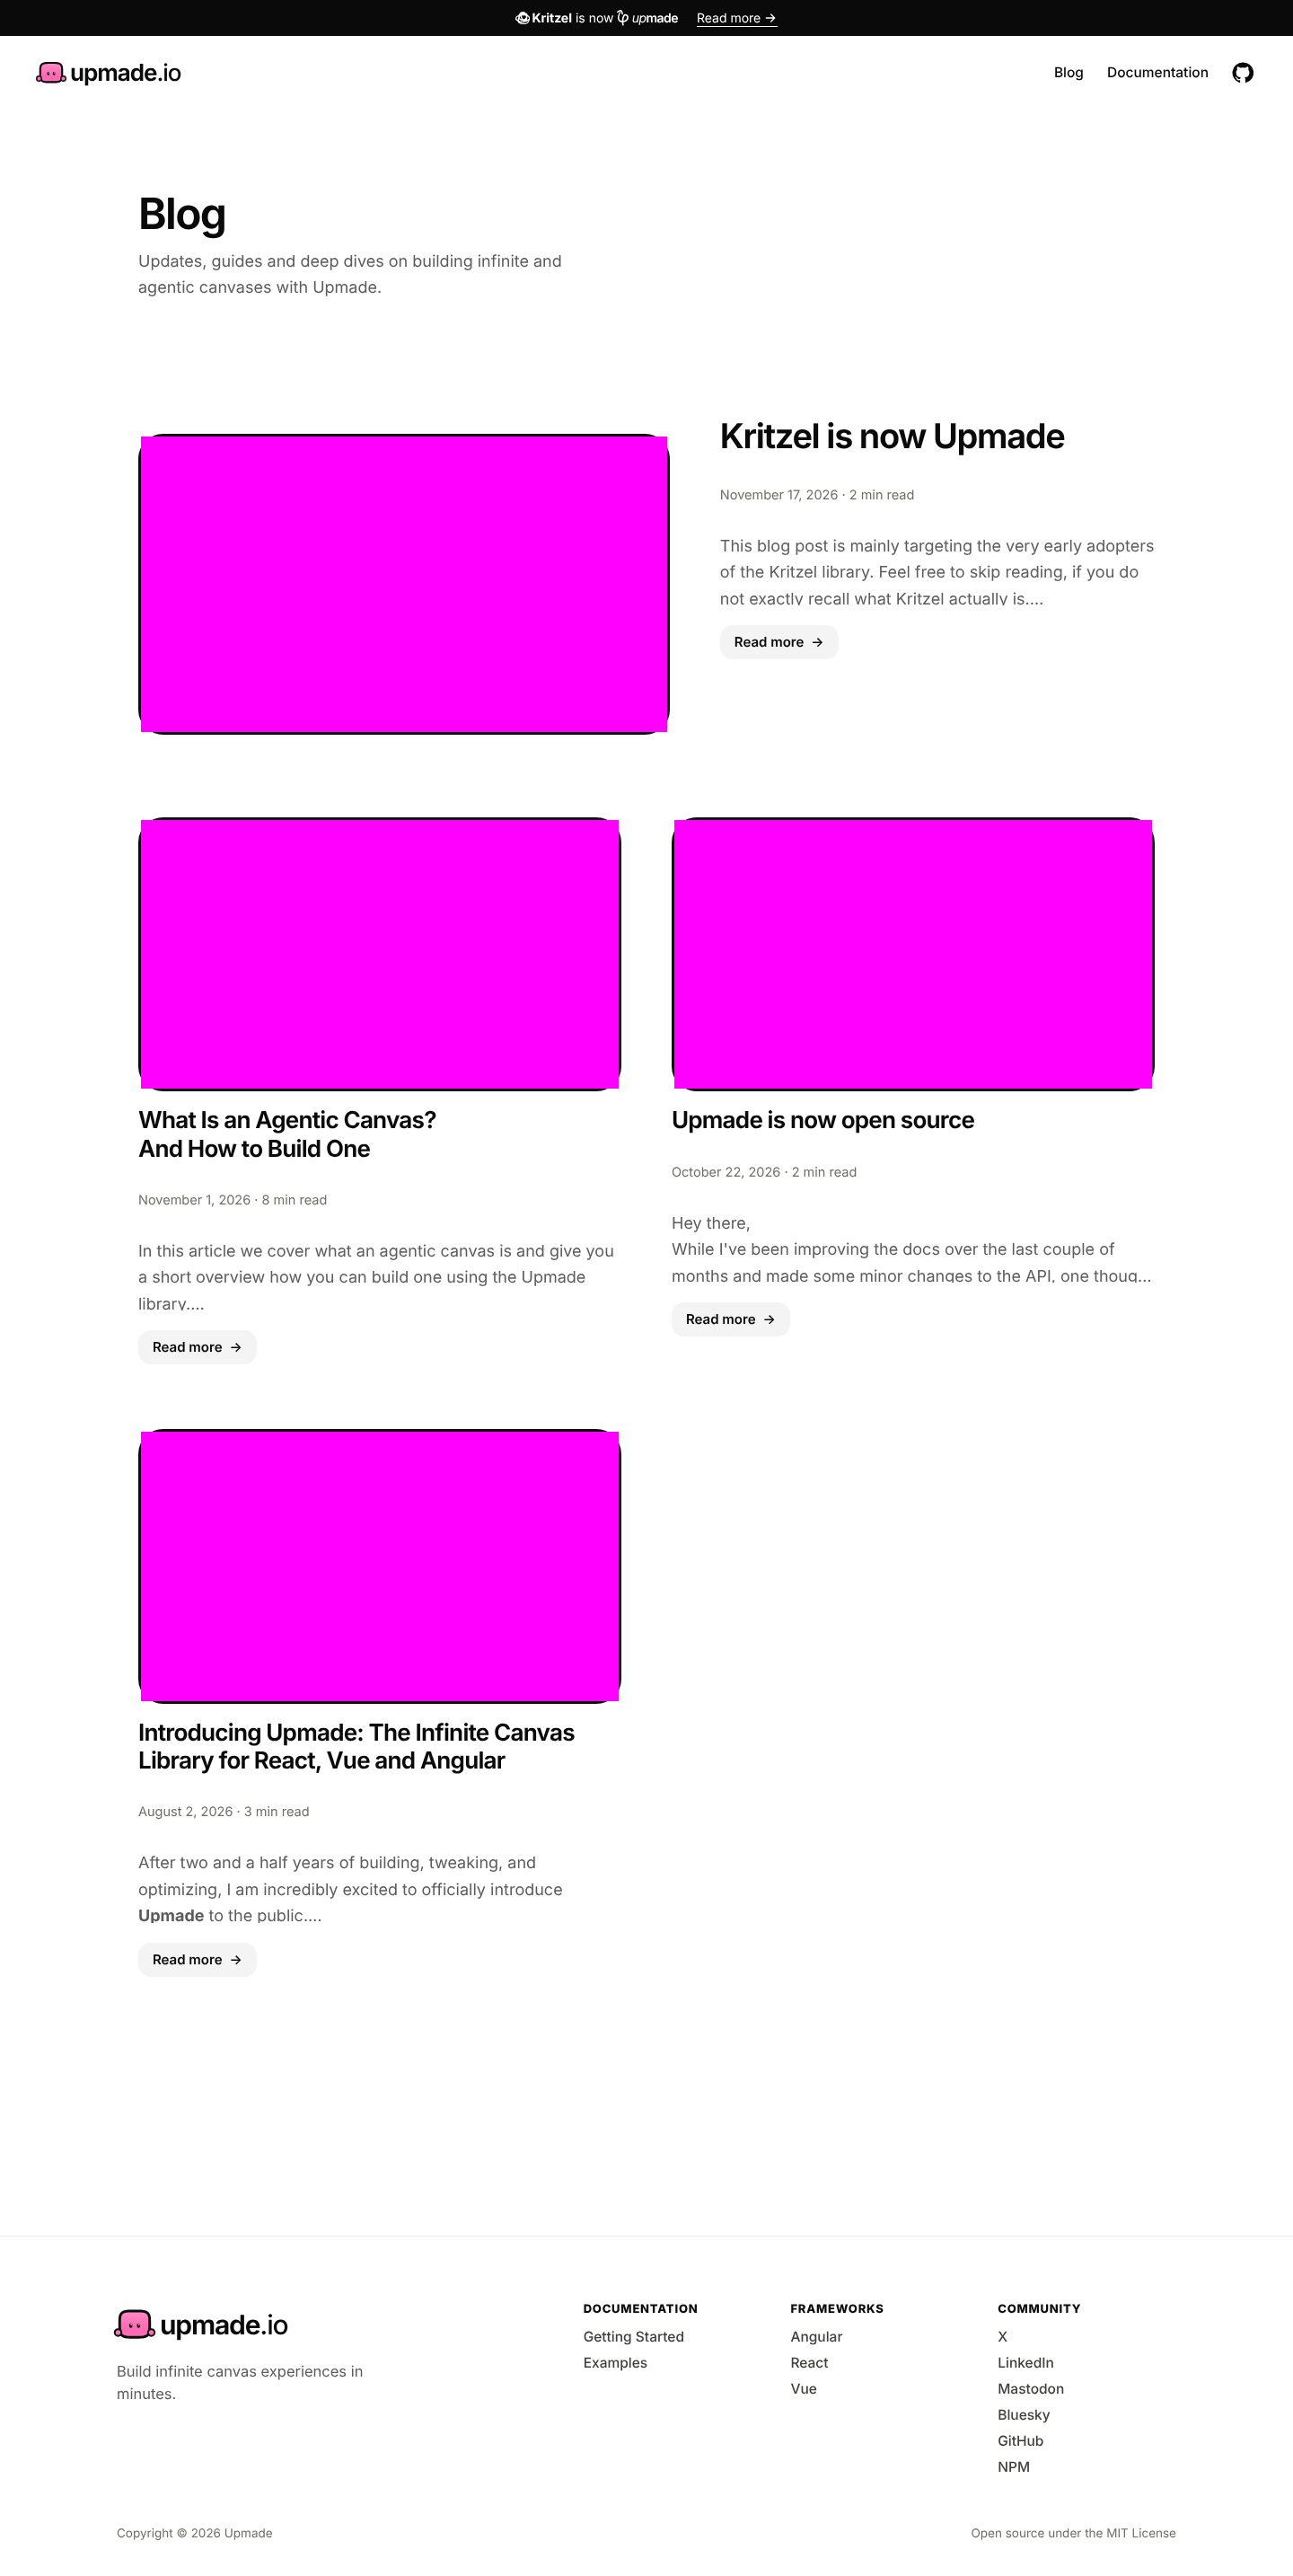 Kritzel is now upmade Read more →
upmade.io
Blog Documentation
Blog
Updates, guides and deep dives on building infinite and
agentic canvases with Upmade.
Kritzel is now Upmade
November 17, 2026 · 2 min read
This blog post is mainly targeting the very early adopters
of the Kritzel library. Feel free to skip reading, if you do
not exactly recall what Kritzel actually is....
Read more →
What Is an Agentic Canvas?
And How to Build One
November 1, 2026 · 8 min read
In this article we cover what an agentic canvas is and give you
a short overview how you can build one using the Upmade
library....
Read more →
Upmade is now open source
October 22, 2026 · 2 min read
Hey there,
While I've been improving the docs over the last couple of
months and made some minor changes to the API, one thoug...
Read more →
Introducing Upmade: The Infinite Canvas
Library for React, Vue and Angular
August 2, 2026 · 3 min read
After two and a half years of building, tweaking, and
optimizing, I am incredibly excited to officially introduce
Upmade to the public....
Read more →
upmade.io
Build infinite canvas experiences in
minutes.
DOCUMENTATION
Getting Started
Examples
FRAMEWORKS
Angular
React
Vue
COMMUNITY
X
LinkedIn
Mastodon
Bluesky
GitHub
NPM
Copyright © 2026 Upmade
Open source under the MIT License